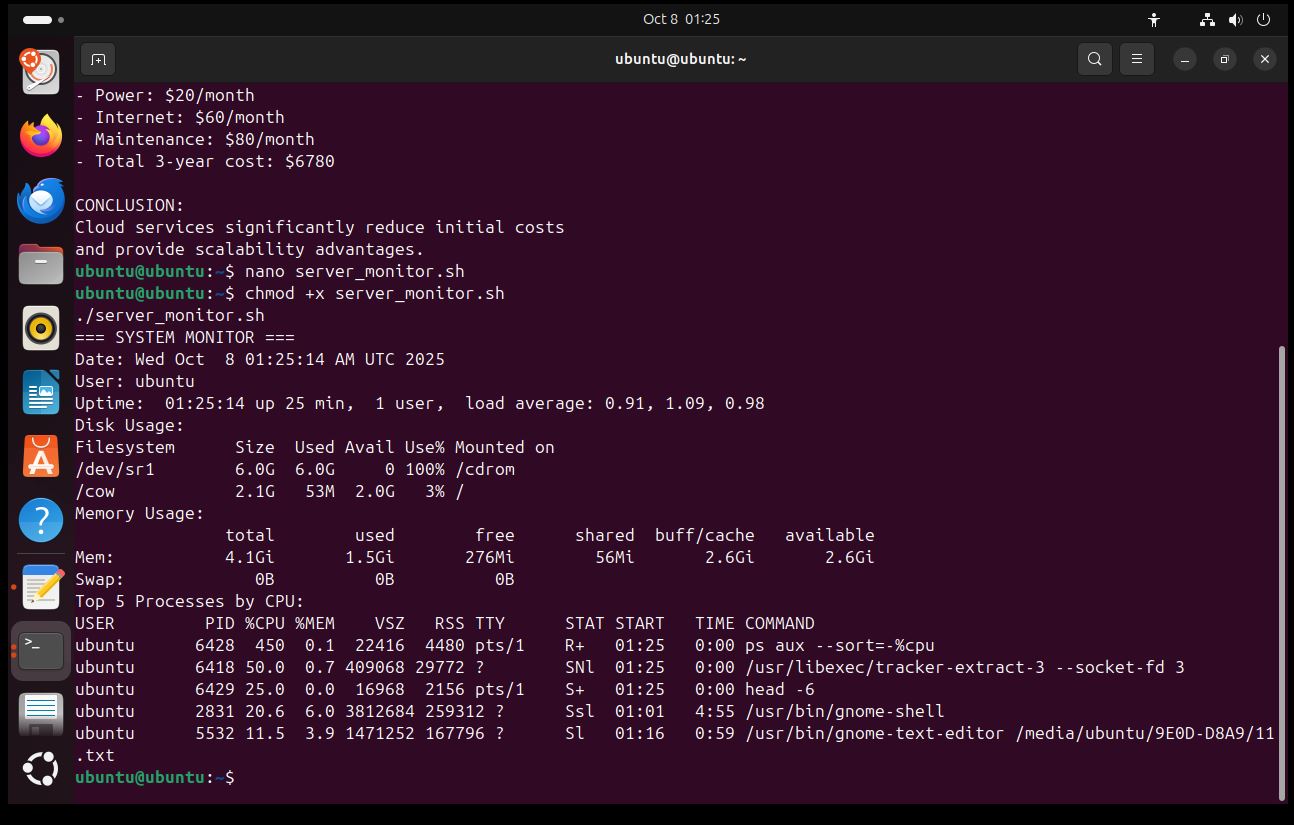 Oct 8 01:25
ubuntu@ubuntu: ~
- Power: $20/month
- Internet: $60/month
- Maintenance: $80/month
- Total 3-year cost: $6780
CONCLUSION:
Cloud services significantly reduce initial costs
and provide scalability advantages.
ubuntu@ubuntu:~$ nano server_monitor.sh
ubuntu@ubuntu:~$ chmod +x server_monitor.sh
./server_monitor.sh
=== SYSTEM MONITOR ===
Date: Wed Oct  8 01:25:14 AM UTC 2025
User: ubuntu
Uptime:  01:25:14 up 25 min,  1 user,  load average: 0.91, 1.09, 0.98
Disk Usage:
Filesystem      Size  Used Avail Use% Mounted on
/dev/sr1        6.0G  6.0G     0 100% /cdrom
/cow            2.1G   53M  2.0G   3% /
Memory Usage:
               total        used        free      shared  buff/cache   available
Mem:           4.1Gi       1.5Gi       276Mi        56Mi       2.6Gi       2.6Gi
Swap:             0B          0B          0B
Top 5 Processes by CPU:
USER         PID %CPU %MEM    VSZ   RSS TTY      STAT START   TIME COMMAND
ubuntu      6428  450  0.1  22416  4480 pts/1    R+   01:25   0:00 ps aux --sort=-%cpu
ubuntu      6418 50.0  0.7 409068 29772 ?        SNl  01:25   0:00 /usr/libexec/tracker-extract-3 --socket-fd 3
ubuntu      6429 25.0  0.0  16968  2156 pts/1    S+   01:25   0:00 head -6
ubuntu      2831 20.6  6.0 3812684 259312 ?      Ssl  01:01   4:55 /usr/bin/gnome-shell
ubuntu      5532 11.5  3.9 1471252 167796 ?      Sl   01:16   0:59 /usr/bin/gnome-text-editor /media/ubuntu/9E0D-D8A9/11
.txt
ubuntu@ubuntu:~$